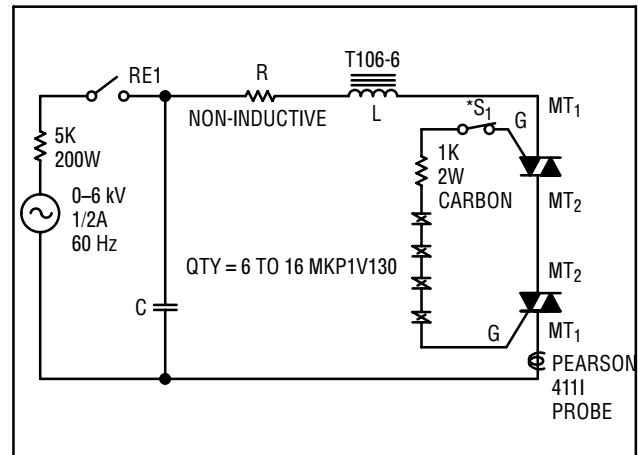 T106-6
RE1
R
*S1
MT1
NON-INDUCTIVE
L
G
5K
200W
1K
2W
CARBON
MT2
0–6 kV
1/2A
60 Hz
QTY = 6 TO 16 MKP1V130
MT2
C
G
MT1
PEARSON
411I
PROBE